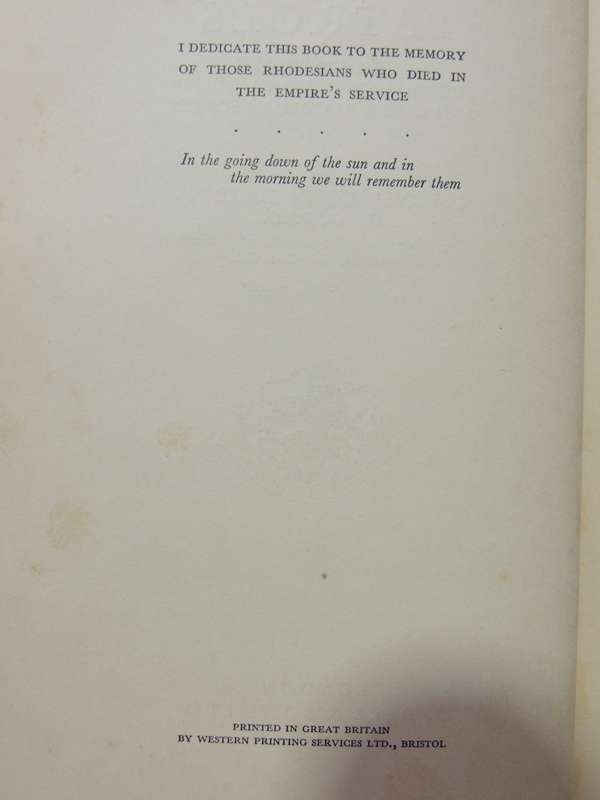 I DEDICATE THIS BOOK TO THE MEMORY
OF THOSE RHODESIANS WHO DIED IN
THE EMPIRE'S SERVICE
. . . . .
In the going down of the sun and in
the morning we will remember them
PRINTED IN GREAT BRITAIN
BY WESTERN PRINTING SERVICES LTD., BRISTOL